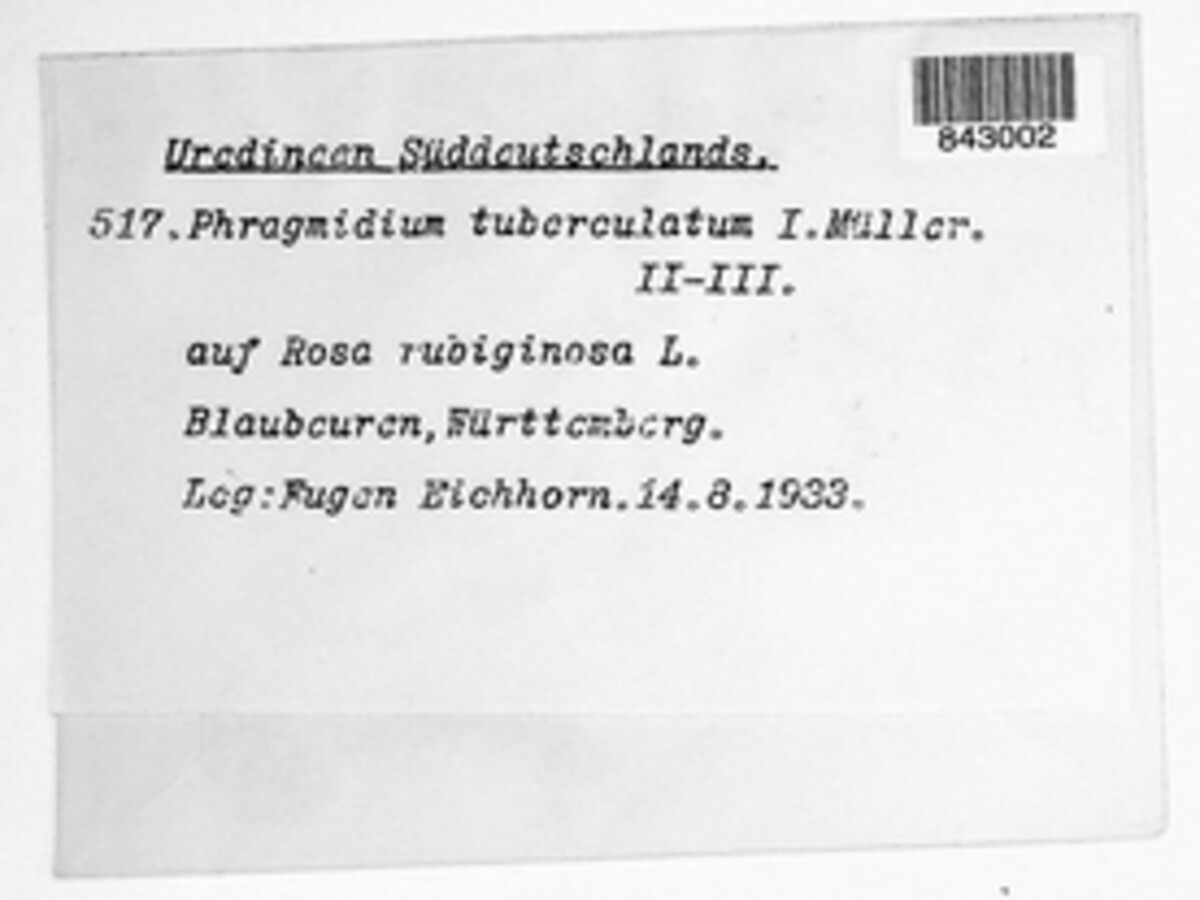 843002
Uredineen Süddeutschlands.
517.Phragmidium tuberculatum I.Müller.
II-III.
auf Rosa rubiginosa L.
Blaubeuren,Württemberg.
Leg:Eugen Eichhorn.14.8.1933.